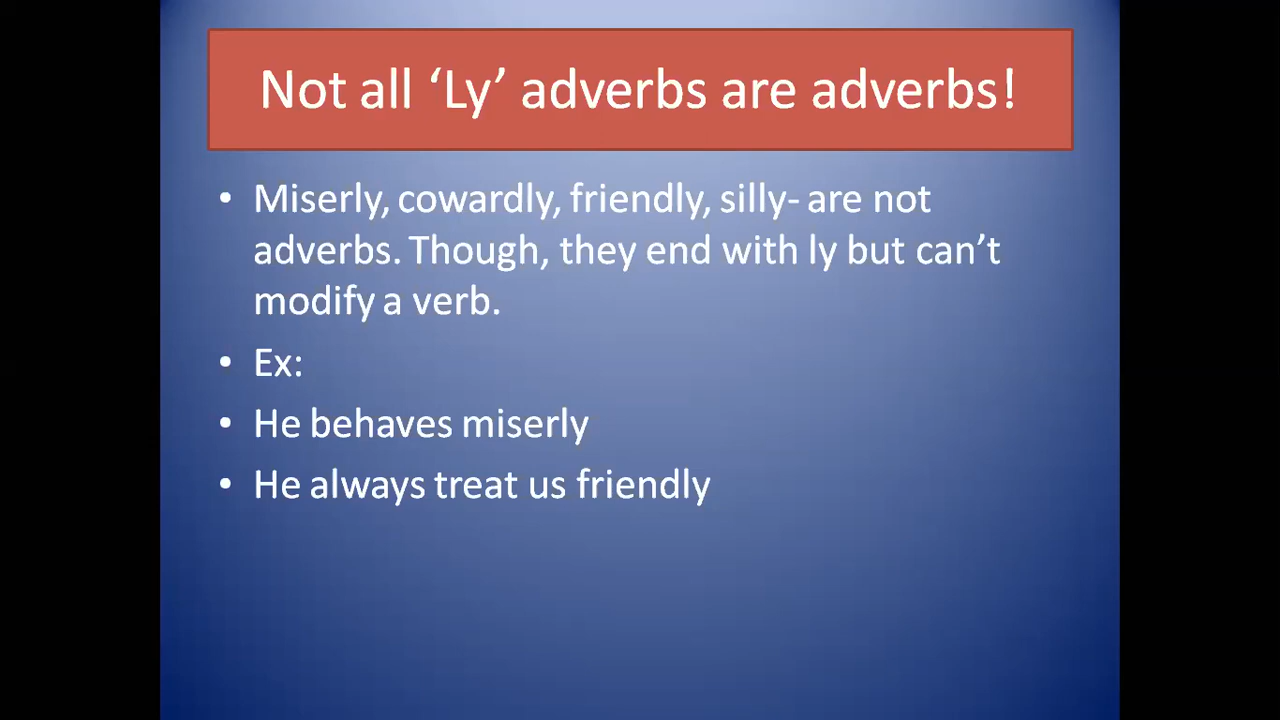 Not all ‘Ly’ adverbs are adverbs!
• Miserly, cowardly, friendly, silly- are not
adverbs. Though, they end with ly but can’t
modify a verb.
• Ex:
• He behaves miserly
• He always treat us friendly